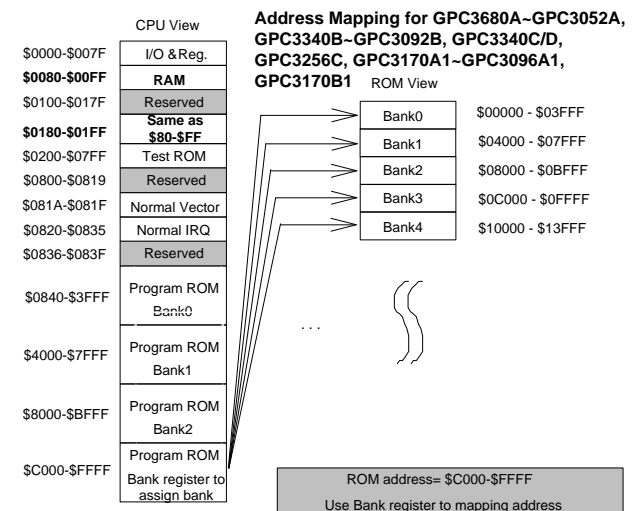 CPU View
Address Mapping for GPC3680A~GPC3052A,
GPC3340B~GPC3092B, GPC3340C/D,
GPC3256C, GPC3170A1~GPC3096A1,
GPC3170B1
ROM View
$0000-$007F
I/O &Reg.
$0080-$00FF
RAM
$0100-$017F
Reserved
$0180-$01FF
Same as
$80-$FF
$0200-$07FF
Test ROM
$0800-$0819
Reserved
$081A-$081F
Normal Vector
$0820-$0835
Normal IRQ
$0836-$083F
Reserved
$0840-$3FFF
Program ROM
Bank0
$4000-$7FFF
Program ROM
Bank1
$8000-$BFFF
Program ROM
Bank2
$C000-$FFFF
Program ROM
Bank register to
assign bank
Bank0
$00000 - $03FFF
Bank1
$04000 - $07FFF
Bank2
$08000 - $0BFFF
Bank3
$0C000 - $0FFFF
Bank4
$10000 - $13FFF
. . .
ROM address= $C000-$FFFF
Use Bank register to mapping address